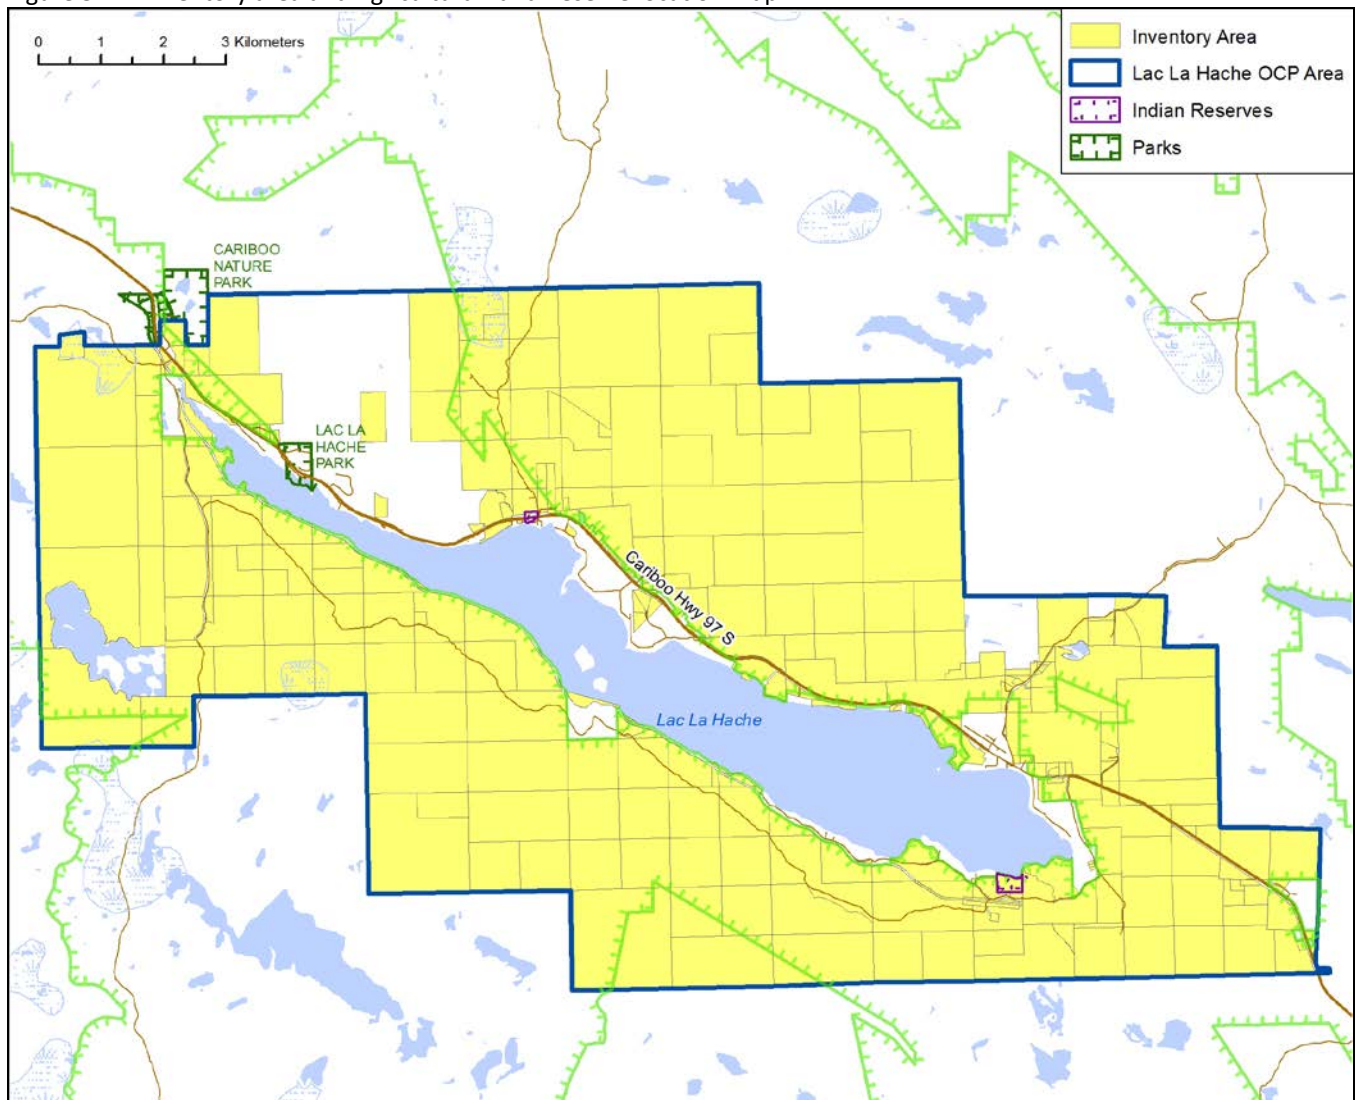 0 1 2 3 Kilometers
Inventory Area
Lac La Hache OCP Area
Indian Reserves
Parks
CARIBOO
NATURE
PARK
LAC LA
HACHE
PARK
Cariboo Hwy 97 S
Lac La Hache